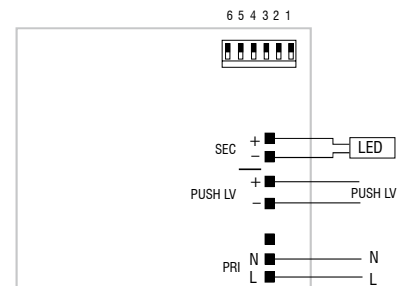 6 5 4 3 2 1
SEC + LED
−
PUSH LV + PUSH LV
−
PRI N N
L L